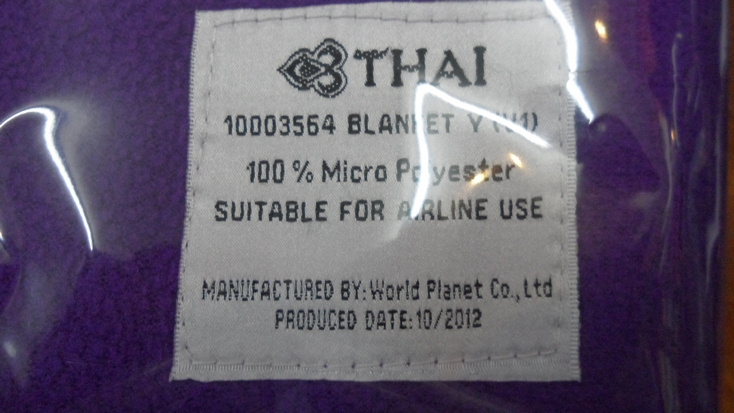 THAI
10003564 BLANKET Y (V1)
100 % Micro Polyester
SUITABLE FOR AIRLINE USE
MANUFACTURED BY: World Planet Co., Ltd
PRODUCED DATE: 10/2012